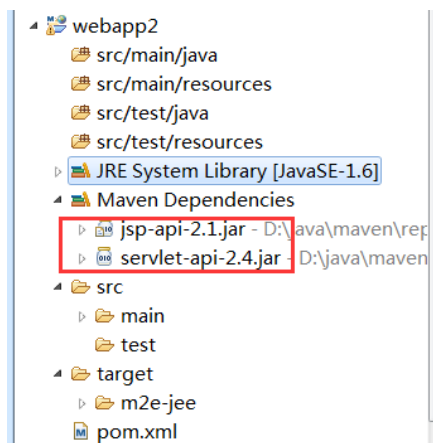 webapp2
src/main/java
src/main/resources
src/test/java
src/test/resources
JRE System Library [JavaSE-1.6]
Maven Dependencies
jsp-api-2.1.jar - D:\java\maven\rep
servlet-api-2.4.jar - D:\java\maven
src
main
test
target
m2e-jee
pom.xml